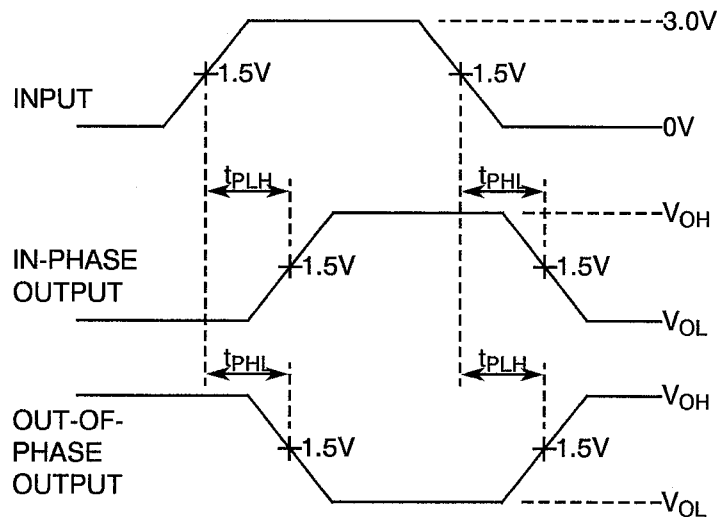 3.0V
1.5V
1.5V
INPUT
0V
tPLH
tPHL
VOH
IN-PHASE
OUTPUT
1.5V
1.5V
VOL
tPHL
tPLH
VOH
OUT-OF-
PHASE
OUTPUT
1.5V
1.5V
VOL